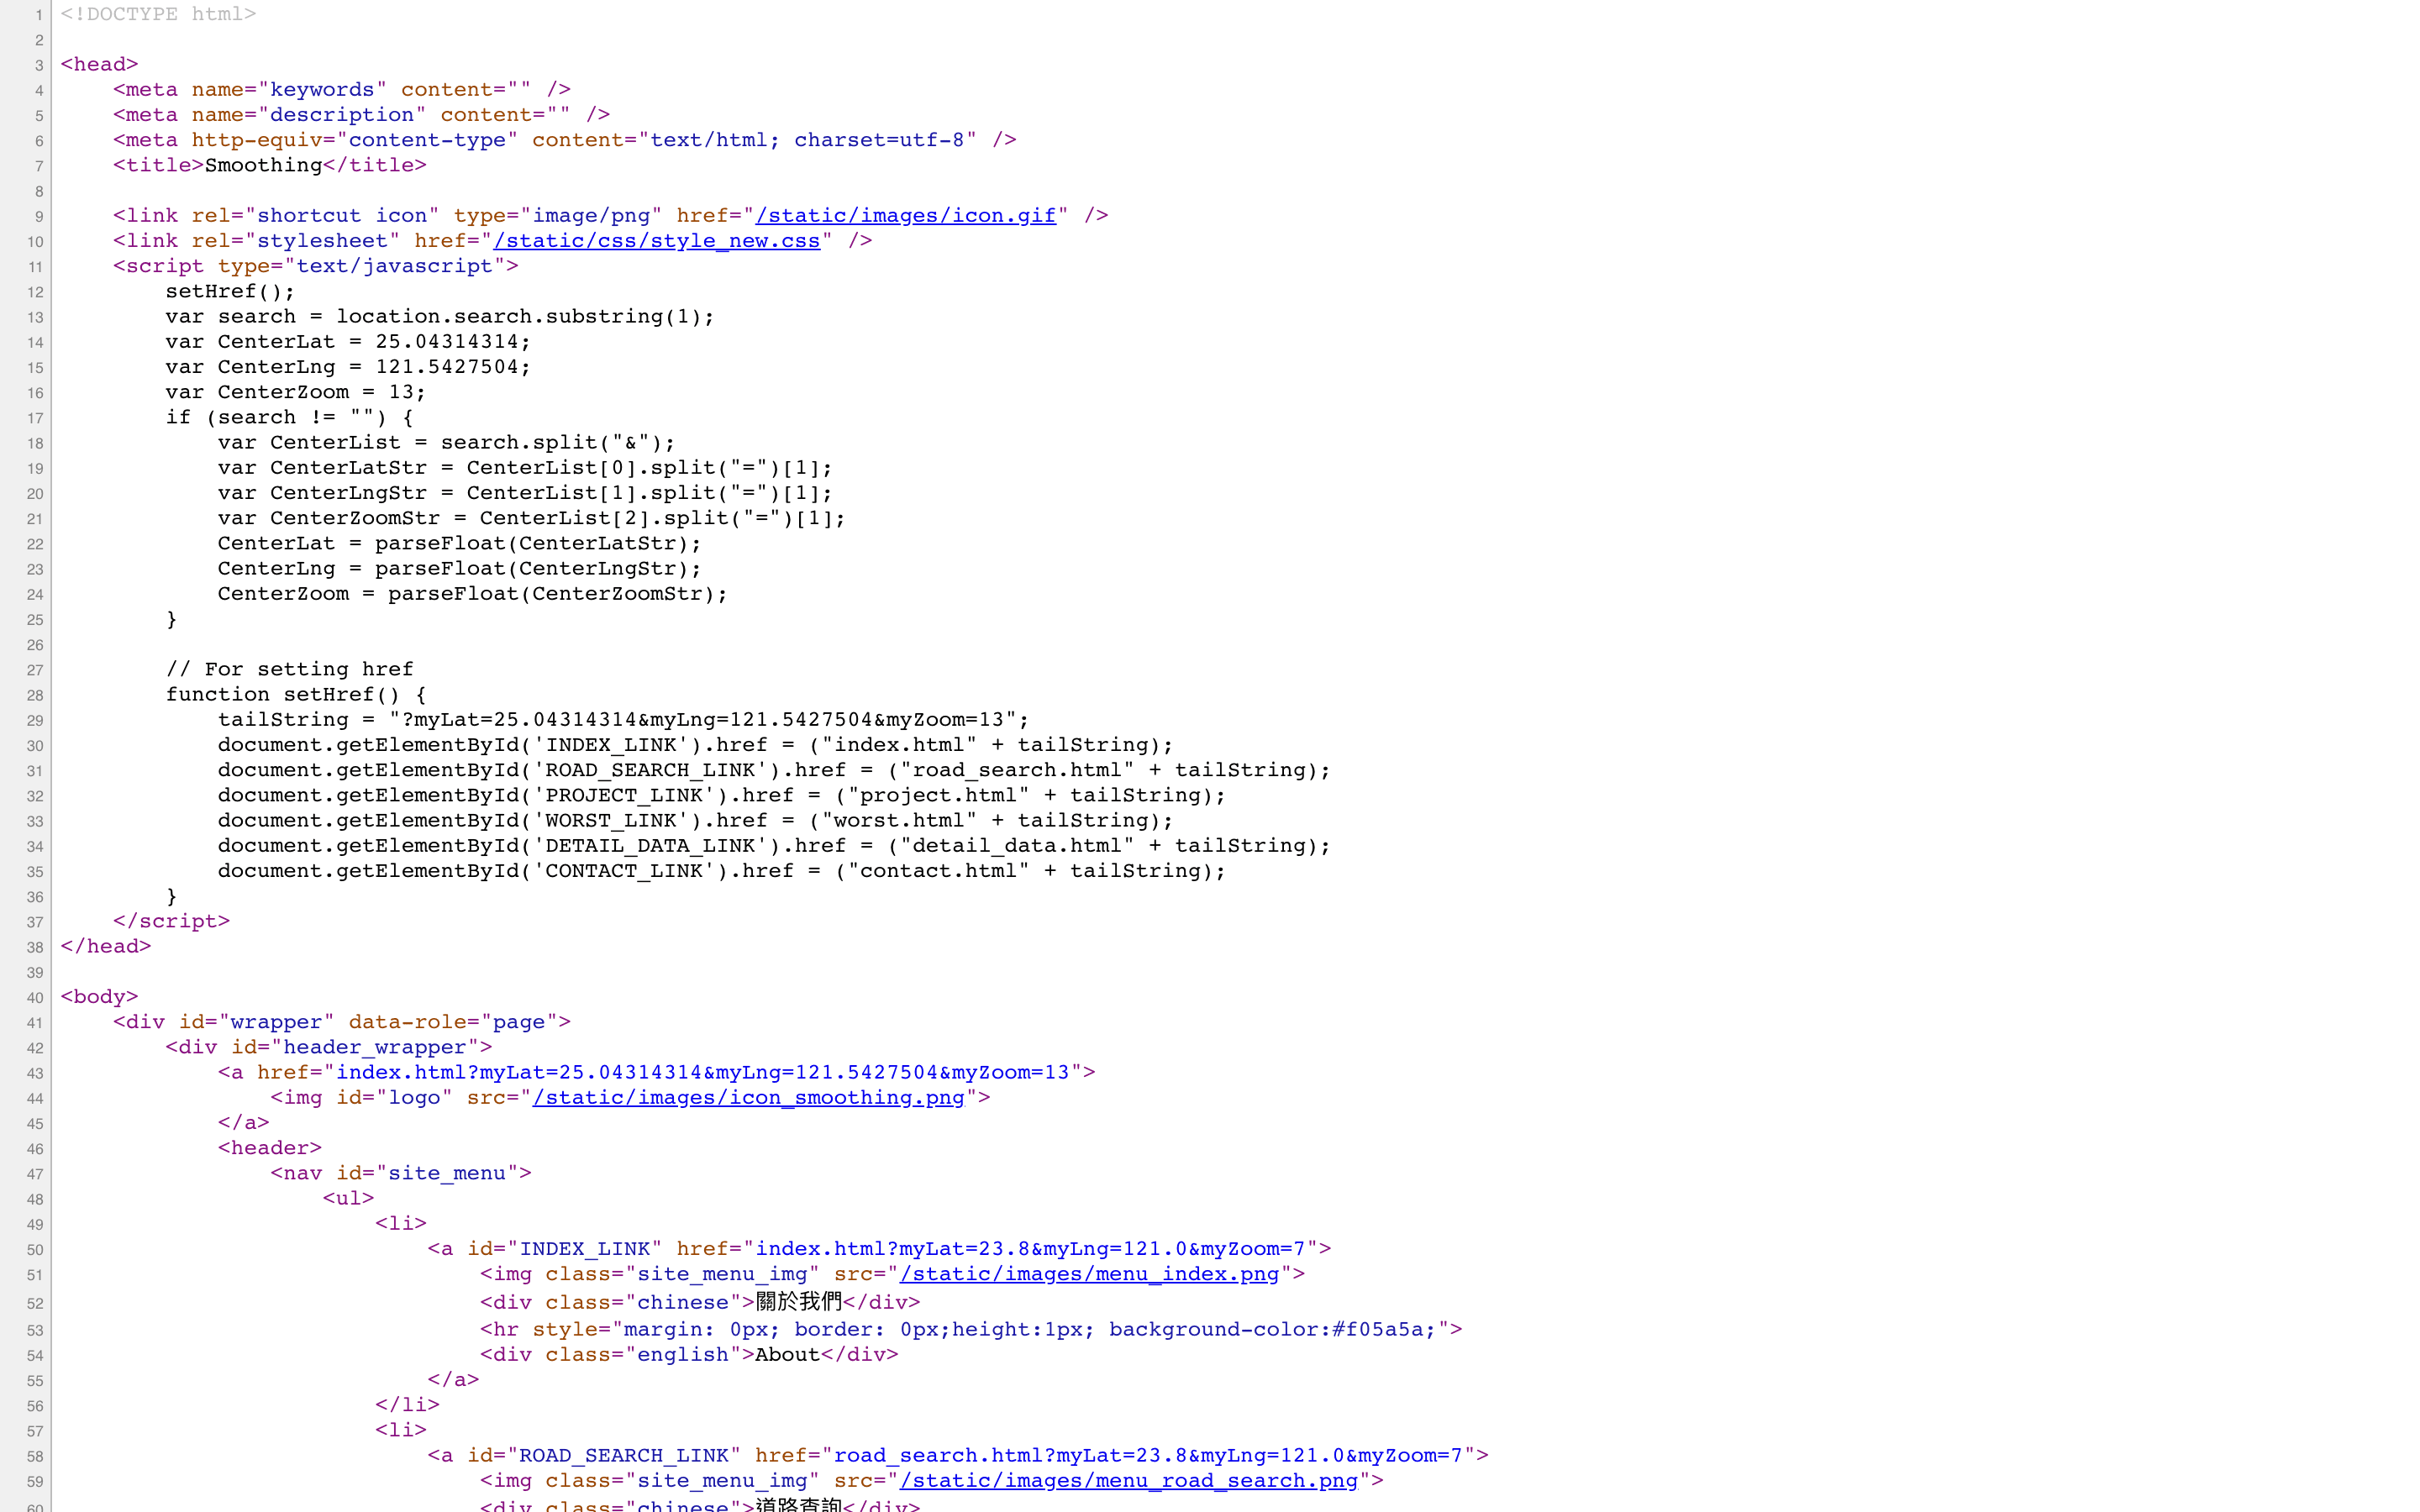 1 <!DOCTYPE html>
2
3 <head>
4     <meta name="keywords" content="" />
5     <meta name="description" content="" />
6     <meta http-equiv="content-type" content="text/html; charset=utf-8" />
7     <title>Smoothing</title>
8
9     <link rel="shortcut icon" type="image/png" href="/static/images/icon.gif" />
10     <link rel="stylesheet" href="/static/css/style_new.css" />
11     <script type="text/javascript">
12         setHref();
13         var search = location.search.substring(1);
14         var CenterLat = 25.04314314;
15         var CenterLng = 121.5427504;
16         var CenterZoom = 13;
17         if (search != "") {
18             var CenterList = search.split("&");
19             var CenterLatStr = CenterList[0].split("=")[1];
20             var CenterLngStr = CenterList[1].split("=")[1];
21             var CenterZoomStr = CenterList[2].split("=")[1];
22             CenterLat = parseFloat(CenterLatStr);
23             CenterLng = parseFloat(CenterLngStr);
24             CenterZoom = parseFloat(CenterZoomStr);
25         }
26
27         // For setting href
28         function setHref() {
29             tailString = "?myLat=25.04314314&myLng=121.5427504&myZoom=13";
30             document.getElementById('INDEX_LINK').href = ("index.html" + tailString);
31             document.getElementById('ROAD_SEARCH_LINK').href = ("road_search.html" + tailString);
32             document.getElementById('PROJECT_LINK').href = ("project.html" + tailString);
33             document.getElementById('WORST_LINK').href = ("worst.html" + tailString);
34             document.getElementById('DETAIL_DATA_LINK').href = ("detail_data.html" + tailString);
35             document.getElementById('CONTACT_LINK').href = ("contact.html" + tailString);
36         }
37     </script>
38 </head>
39
40 <body>
41     <div id="wrapper" data-role="page">
42         <div id="header_wrapper">
43             <a href="index.html?myLat=25.04314314&myLng=121.5427504&myZoom=13">
44                 <img id="logo" src="/static/images/icon_smoothing.png">
45             </a>
46             <header>
47                 <nav id="site_menu">
48                     <ul>
49                         <li>
50                             <a id="INDEX_LINK" href="index.html?myLat=23.8&myLng=121.0&myZoom=7">
51                                 <img class="site_menu_img" src="/static/images/menu_index.png">
52                                 <div class="chinese">關於我們</div>
53                                 <hr style="margin: 0px; border: 0px;height:1px; background-color:#f05a5a;">
54                                 <div class="english">About</div>
55                             </a>
56                         </li>
57                         <li>
58                             <a id="ROAD_SEARCH_LINK" href="road_search.html?myLat=23.8&myLng=121.0&myZoom=7">
59                                 <img class="site_menu_img" src="/static/images/menu_road_search.png">
60                                 <div class="chinese">道路查詢</div>